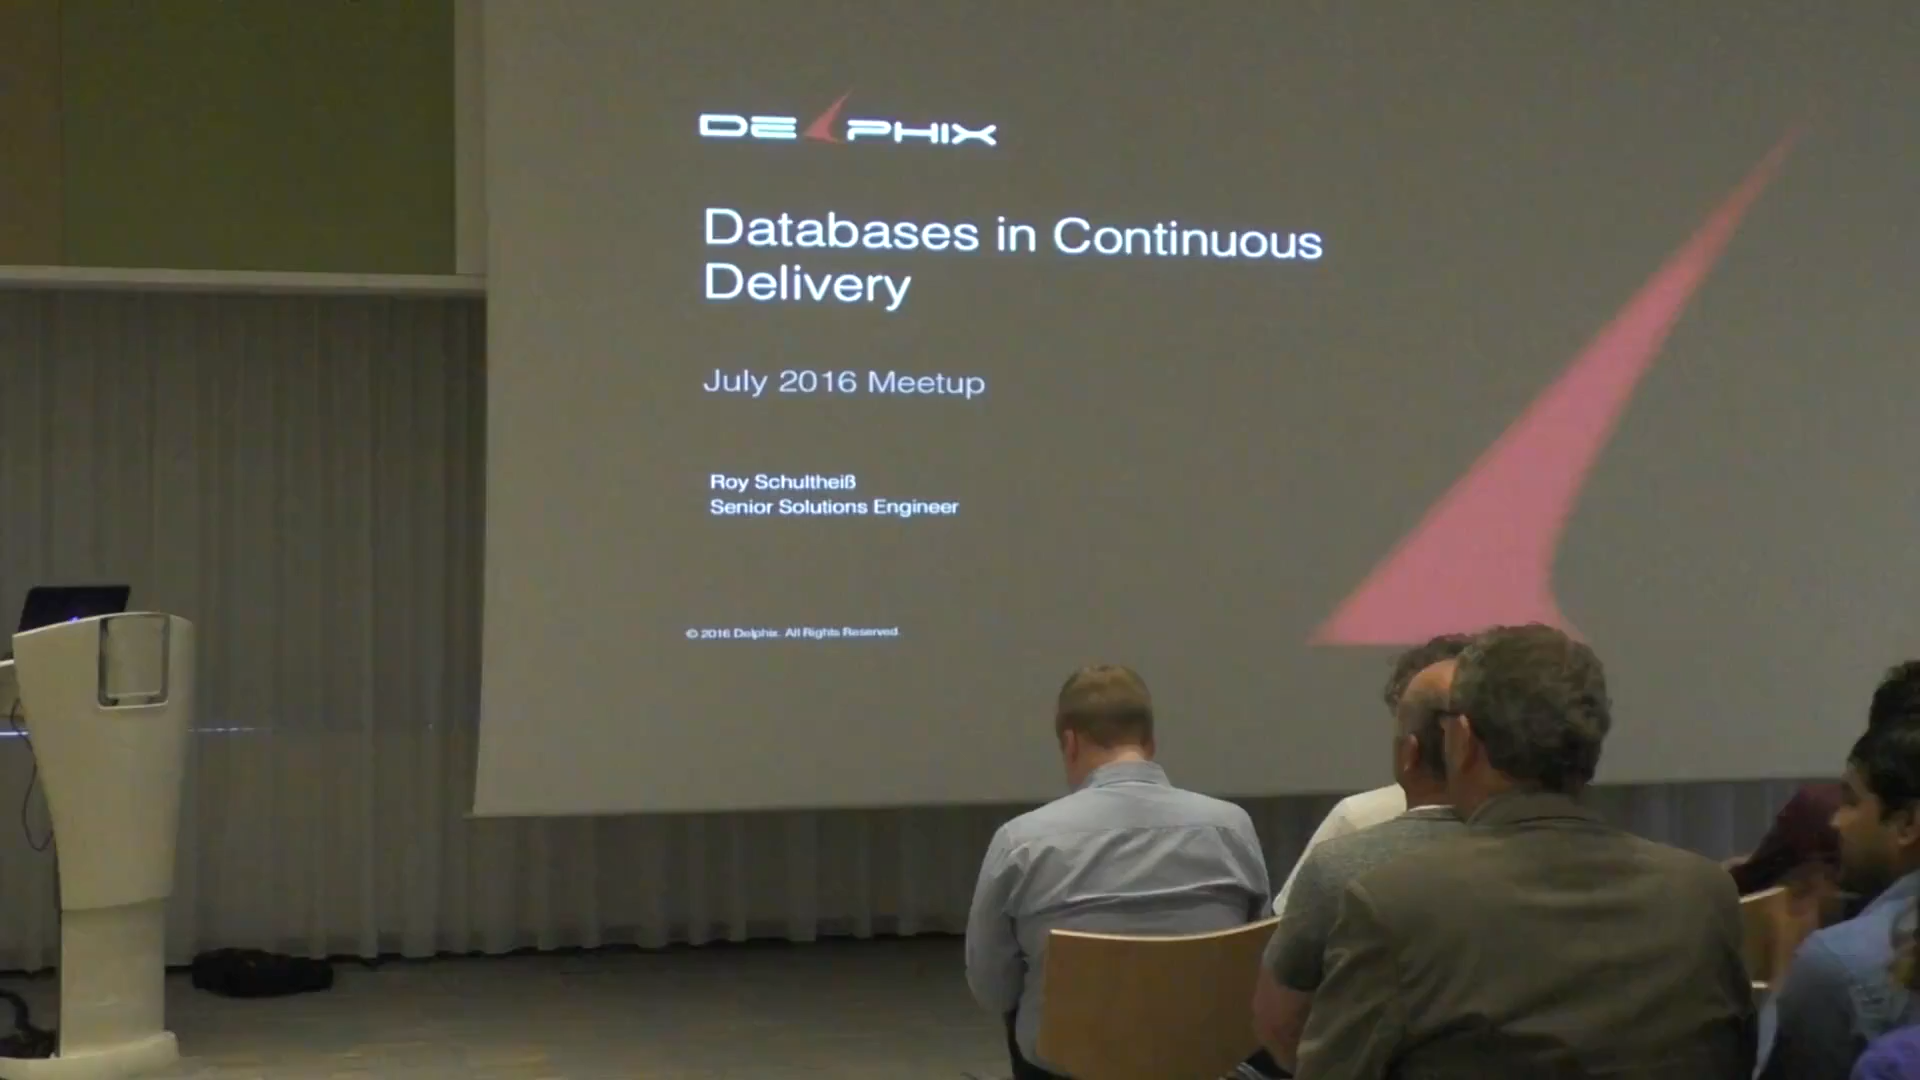 DELPHIX
Databases in Continuous
Delivery
July 2016 Meetup
Roy Schultheiß
Senior Solutions Engineer
© 2016 Delphix. All Rights Reserved.